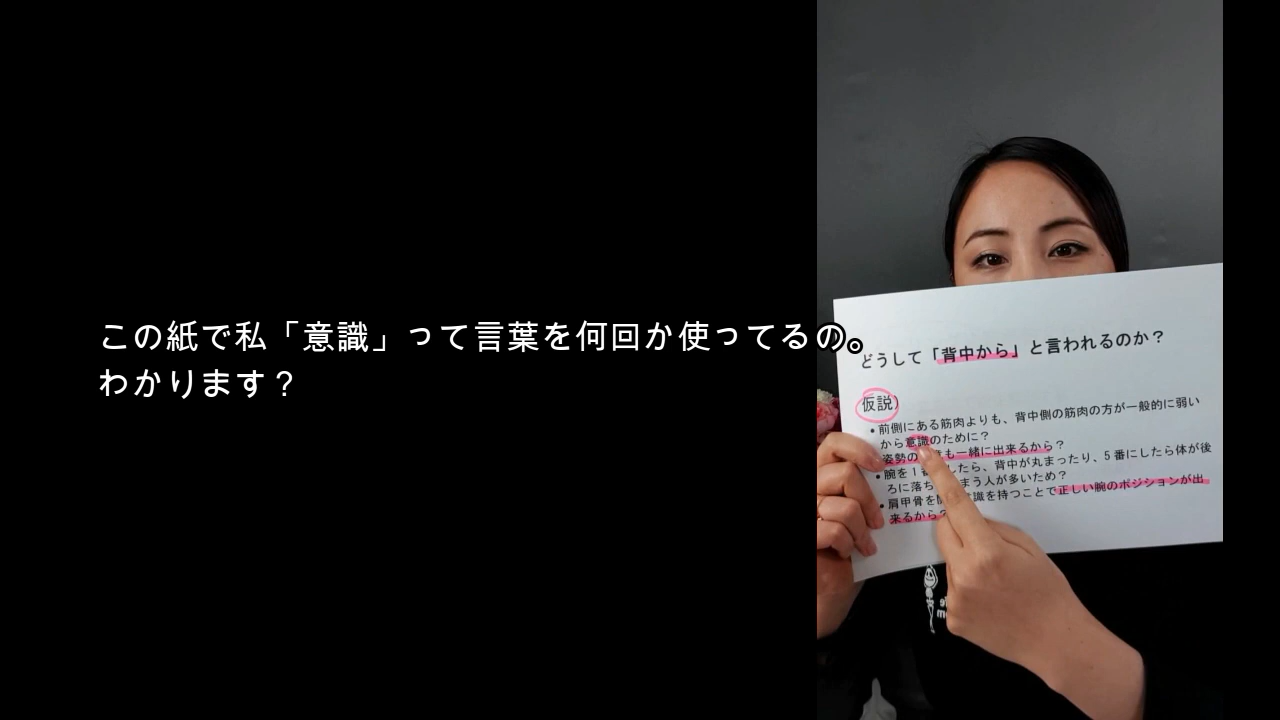 この紙で私「意識」って言葉を何回か使ってるの。
わかります？
どうして「背中から」と言われるのか？
仮説）
•前側にある筋肉よりも、背中側の筋肉の方が一般的に弱い
から意識のために？
姿勢の も一緒に出来るから？
•腕を1 したら、背中が丸まったり、5番にしたら体が後
ろに落ち まう人が多いため？
•肩甲骨を 識を持つことで正しい腕のポジションが出
来るから？